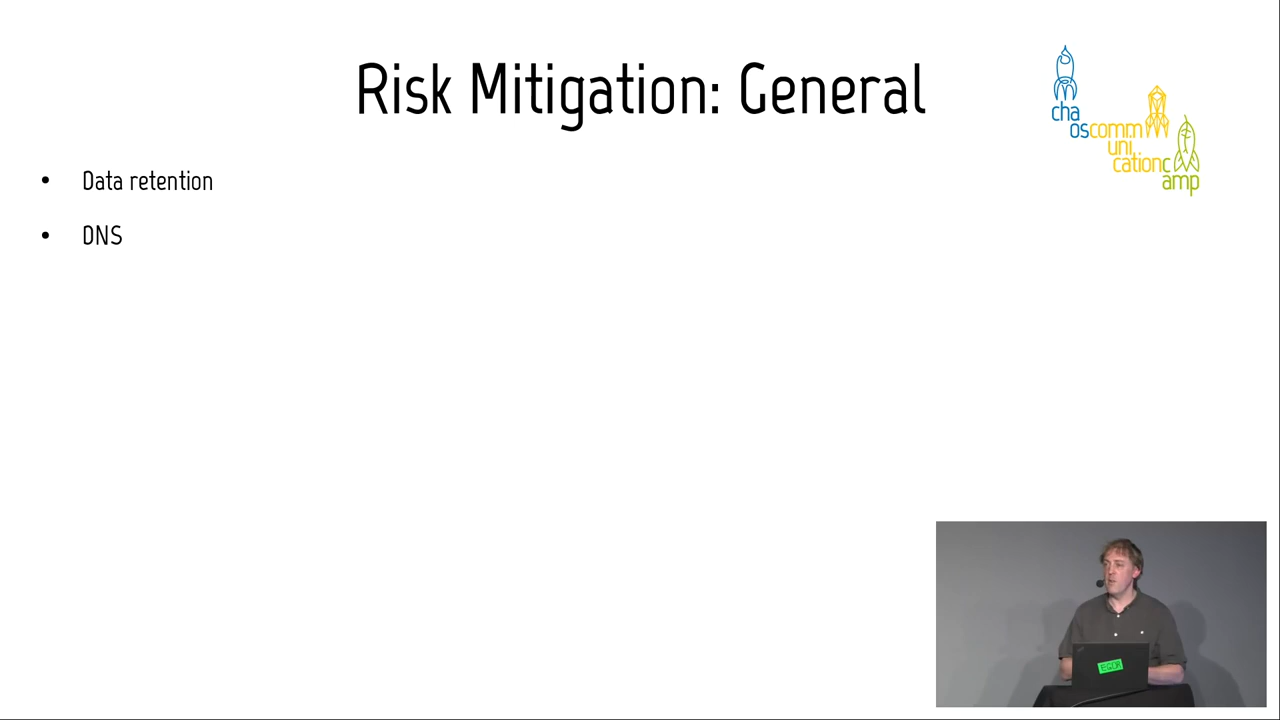 Risk Mitigation: General
cha
oscomm
uni
cationc
amp
• Data retention
• DNS